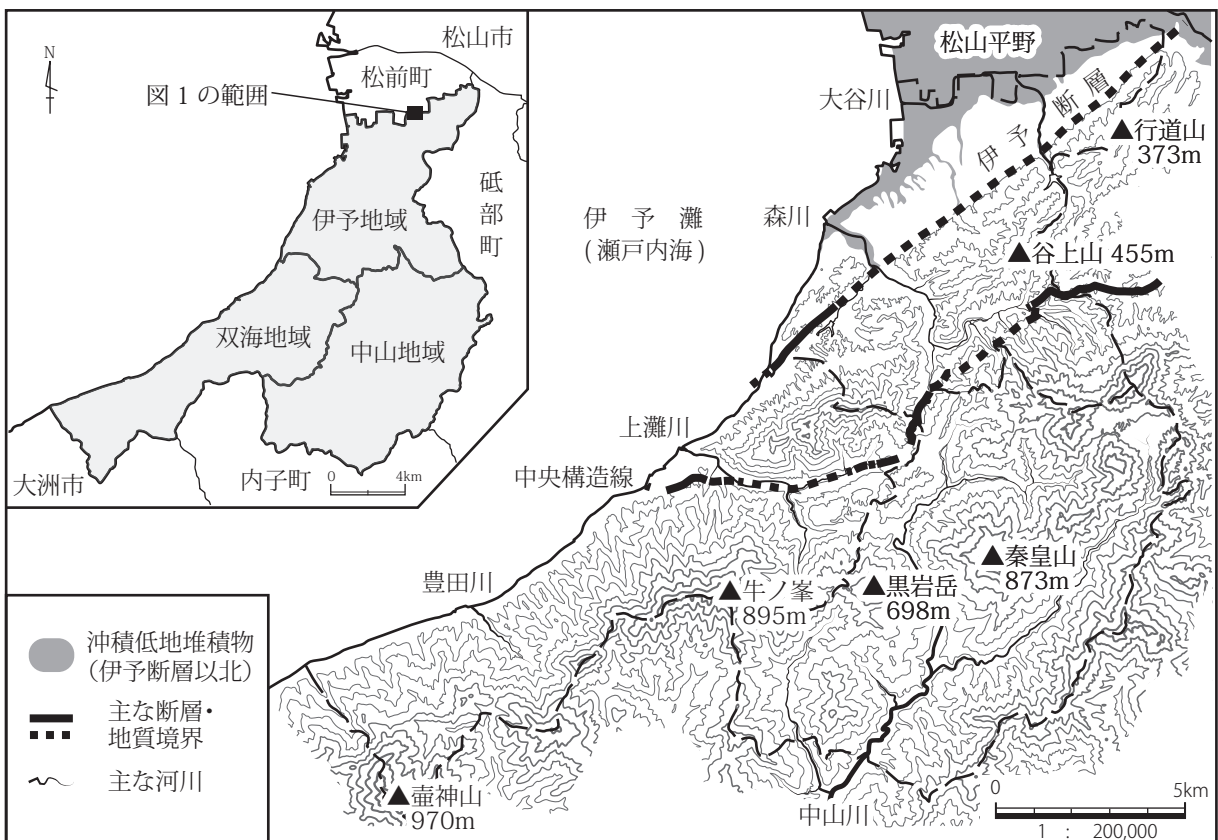 N
松山市
松前町
図1の範囲
砥部町
伊予地域
双海地域
中山地域
大洲市
内子町
0 4km
松山平野
大谷川
伊予断層
行道山
373m
伊予灘
(瀬戸内海)
森川
谷上山 455m
上灘川
中央構造線
秦皇山
873m
豊田川
牛ノ峯
895m
黒岩岳
698m
壷神山
970m
中山川
沖積低地堆積物
(伊予断層以北)
主な断層・
地質境界
主な河川
0 5km
1 : 200,000